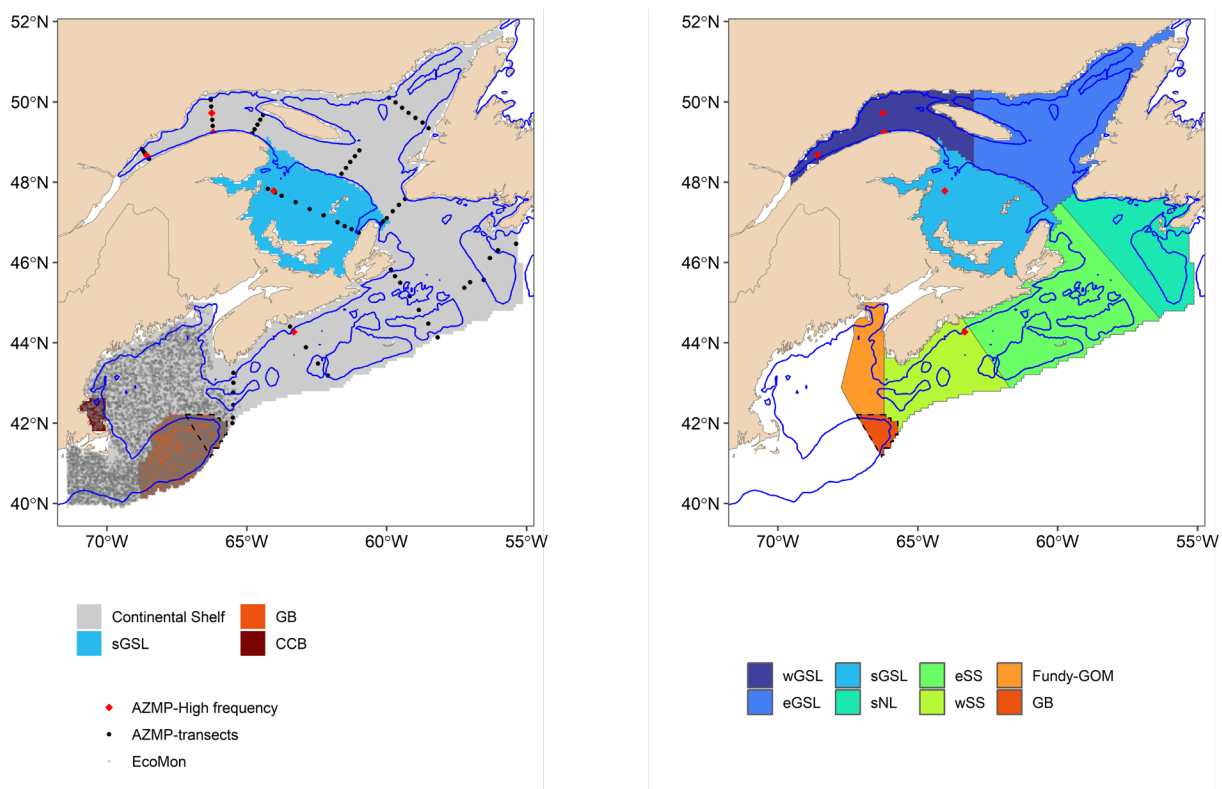 52°N
50°N
48°N
46°N
44°N
42°N
40°N
70°W 65°W 60°W 55°W
Continental Shelf GB
sGSL CCB
AZMP-High frequency
AZMP-transects
EcoMon
52°N
50°N
48°N
46°N
44°N
42°N
40°N
70°W 65°W 60°W 55°W
wGSL sGSL eSS Fundy-GOM
eGSL sNL wSS GB